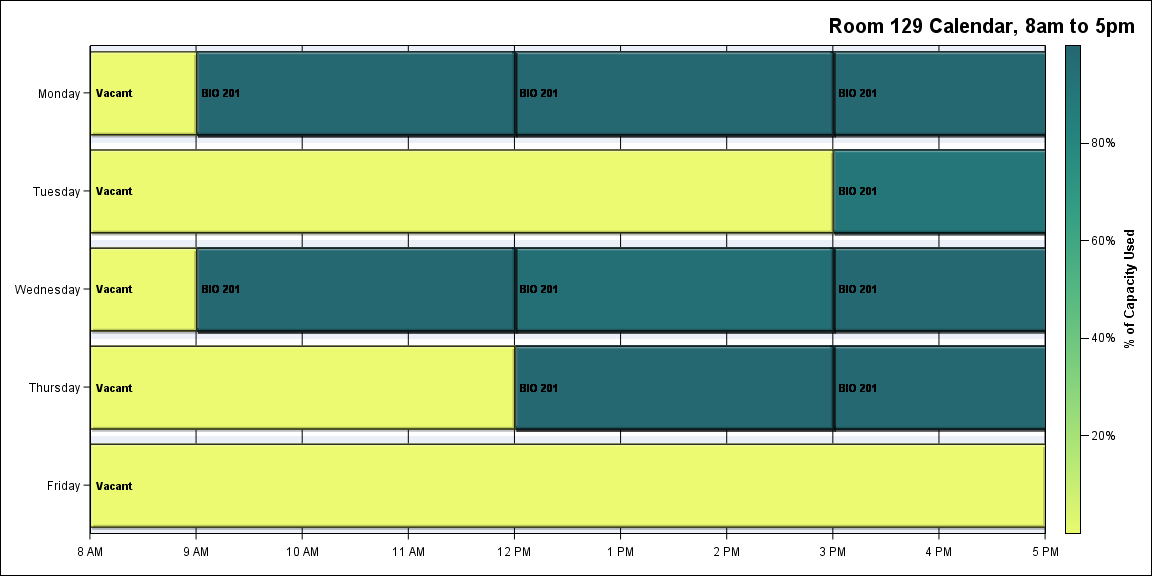 Room 129 Calendar, 8am to 5pm
Monday
Vacant
BIO 201
BIO 201
BIO 201
Tuesday
Vacant
BIO 201
Wednesday
Vacant
BIO 201
BIO 201
BIO 201
Thursday
Vacant
BIO 201
BIO 201
Friday
Vacant
8 AM
9 AM
10 AM
11 AM
12 PM
1 PM
2 PM
3 PM
4 PM
5 PM
80%
60%
40%
20%
% of Capacity Used